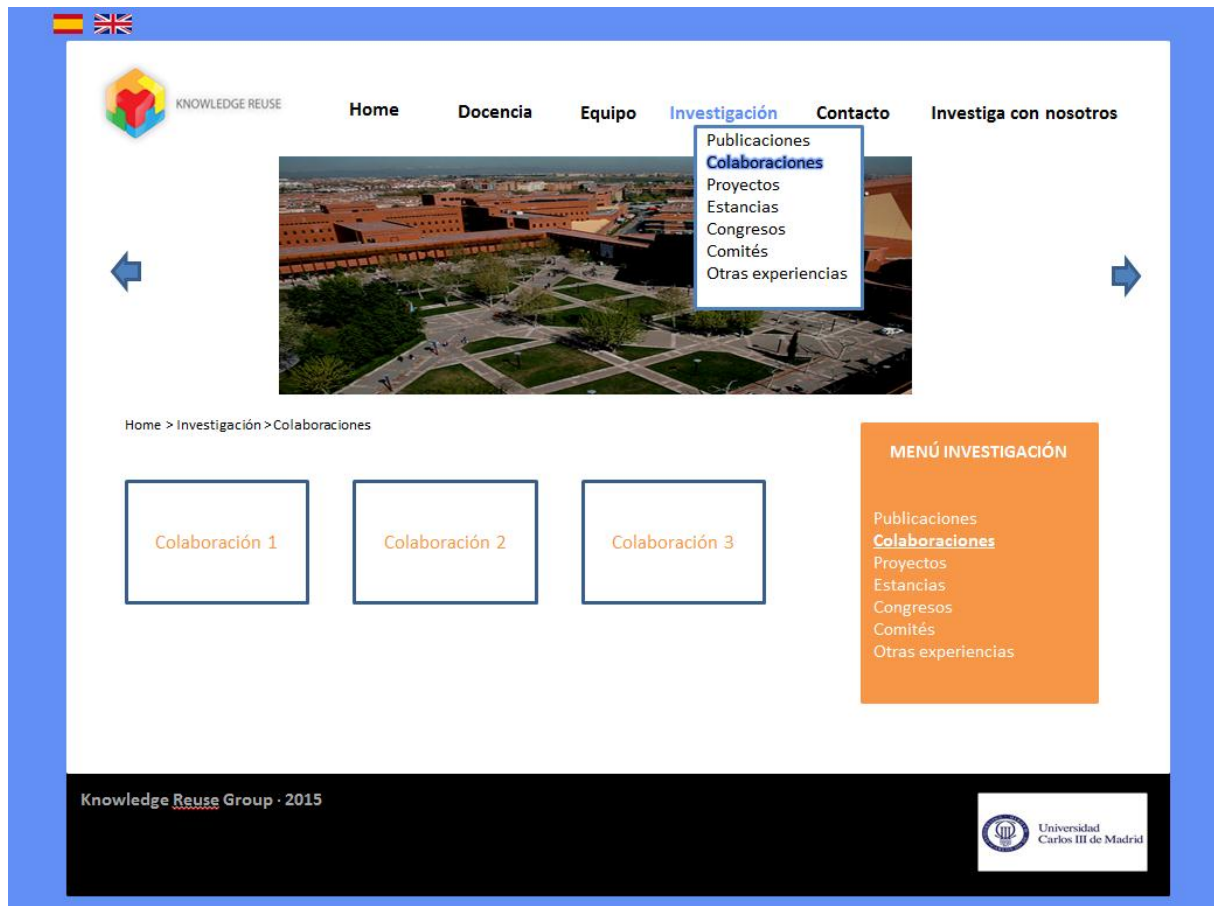 KNOWLEDGE REUSE
Home Docencia Equipo Investigación Contacto Investiga con nosotros
Publicaciones
Colaboraciones
Proyectos
Estancias
Congresos
Comités
Otras experiencias
Home > Investigación > Colaboraciones
MENÚ INVESTIGACIÓN
Colaboración 1 Colaboración 2 Colaboración 3
Publicaciones
Colaboraciones
Proyectos
Estancias
Congresos
Comités
Otras experiencias
Knowledge Reuse Group · 2015
Universidad
Carlos III de Madrid